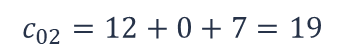 c₀₂ = 12 + 0 + 7 = 19